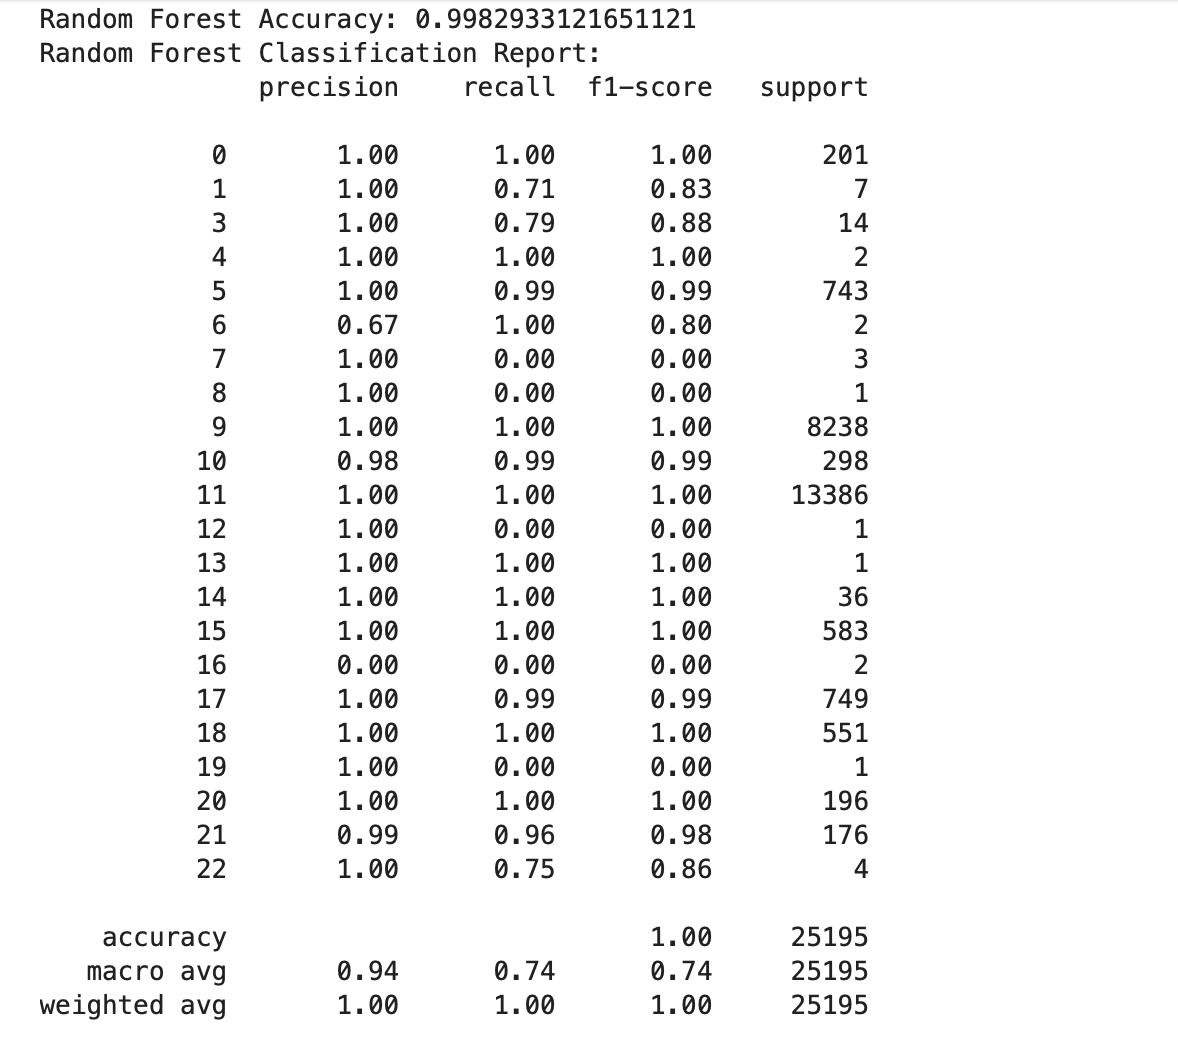 Random Forest Accuracy: 0.9982933121651121
Random Forest Classification Report:
precision recall f1-score support
0 1.00 1.00 1.00 201
1 1.00 0.71 0.83 7
3 1.00 0.79 0.88 14
4 1.00 1.00 1.00 2
5 1.00 0.99 0.99 743
6 0.67 1.00 0.80 2
7 1.00 0.00 0.00 3
8 1.00 0.00 0.00 1
9 1.00 1.00 1.00 8238
10 0.98 0.99 0.99 298
11 1.00 1.00 1.00 13386
12 1.00 0.00 0.00 1
13 1.00 1.00 1.00 1
14 1.00 1.00 1.00 36
15 1.00 1.00 1.00 583
16 0.00 0.00 0.00 2
17 1.00 0.99 0.99 749
18 1.00 1.00 1.00 551
19 1.00 0.00 0.00 1
20 1.00 1.00 1.00 196
21 0.99 0.96 0.98 176
22 1.00 0.75 0.86 4
accuracy 1.00 25195
macro avg 0.94 0.74 0.74 25195
weighted avg 1.00 1.00 1.00 25195